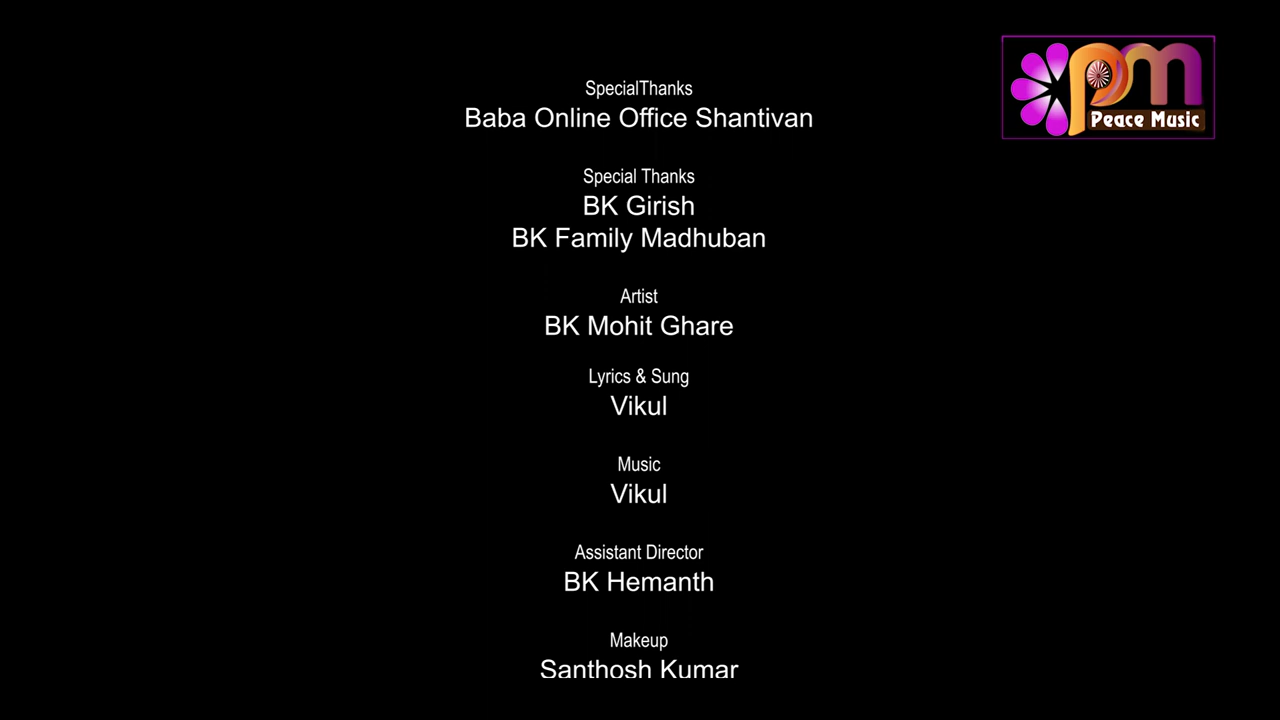 SpecialThanks
Baba Online Office Shantivan
Special Thanks
BK Girish
BK Family Madhuban
Artist
BK Mohit Ghare
Lyrics & Sung
Vikul
Music
Vikul
Assistant Director
BK Hemanth
Makeup
Santhosh Kumar
pm
Peace Music